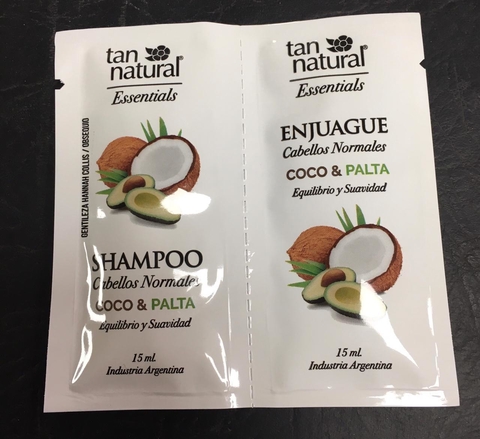 tan
natural®
Essentials
GENTILEZA HANNAH COLLIS / OBSEQUIO
SHAMPOO
Cabellos Normales
COCO & PALTA
Equilibrio y Suavidad
15 ml.
Industria Argentina
tan
natural®
Essentials
ENJUAGUE
Cabellos Normales
COCO & PALTA
Equilibrio y Suavidad
15 ml.
Industria Argentina